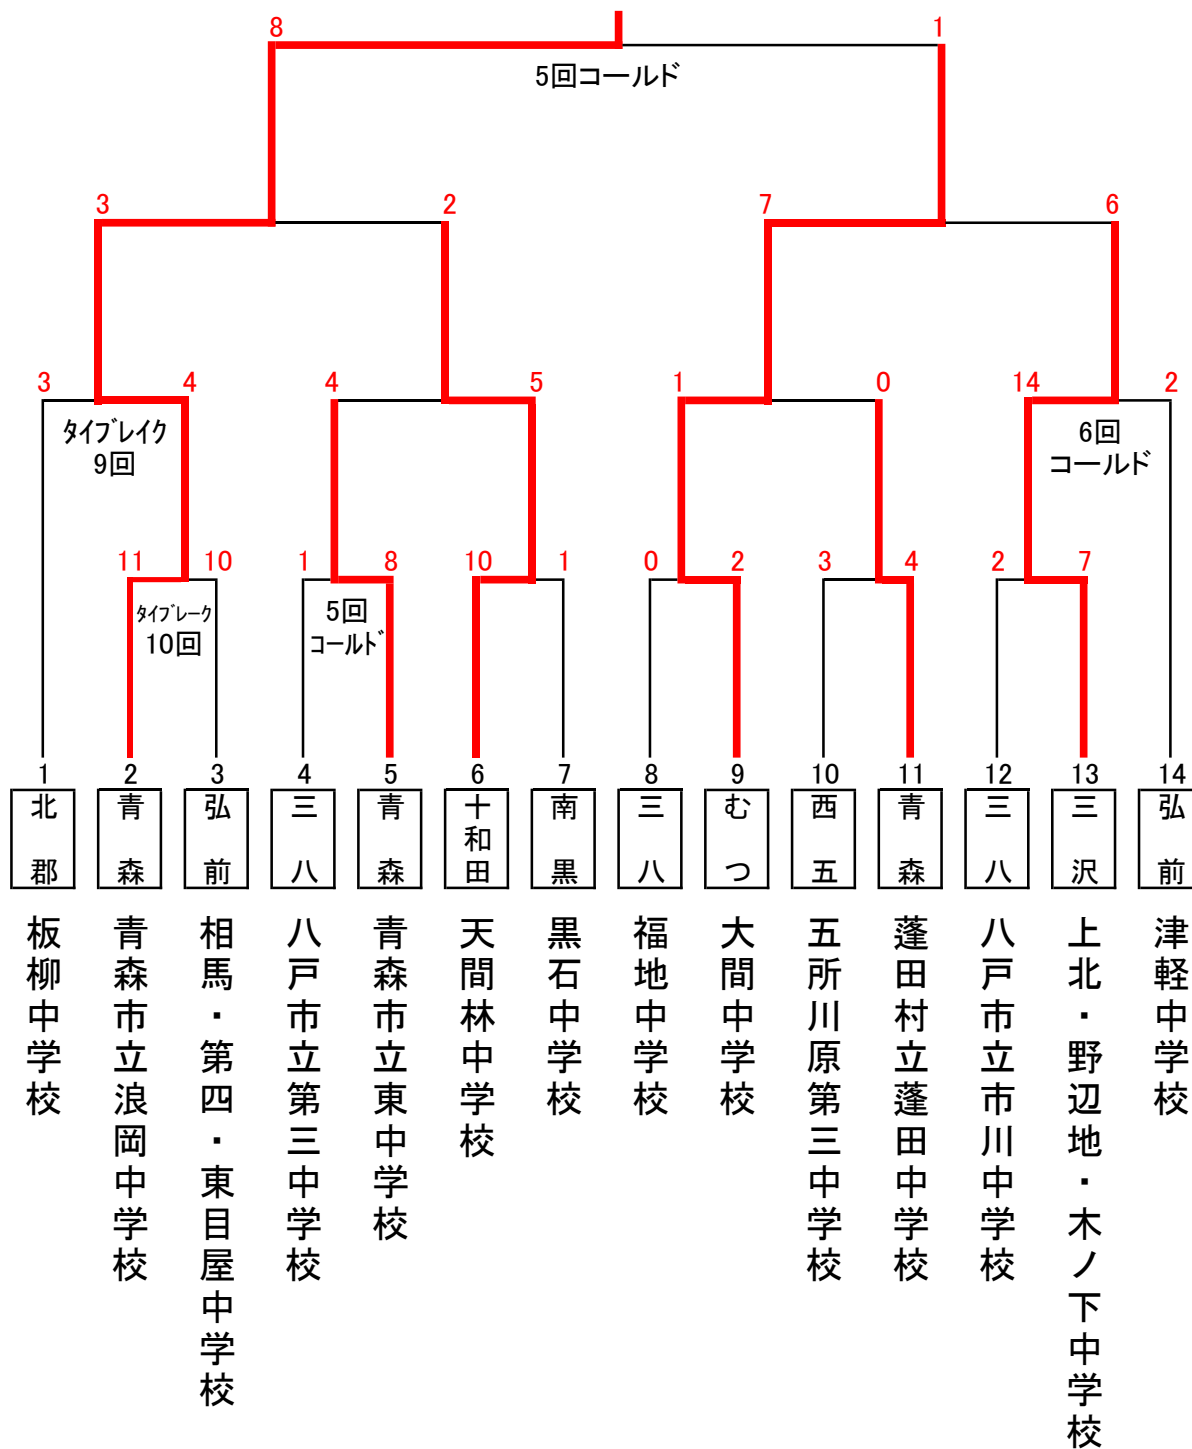 8 1
5回コールド
3 2 7 6
3 4 4 5 1 0 14 2
タイブレイク
9回
6回
コールド
11 10 1 8 10 1 0 2 3 4 2 7
タイブレーク
10回
5回
コールド
1 2 3 4 5 6 7 8 9 10 11 12 13 14
北郡
青森
弘前
三八
青森
十和田
南黒
三八
むつ
西五
青森
三八
三沢
弘前
板柳中学校
青森市立浪岡中学校
相馬・第四・東目屋中学校
八戸市立第三中学校
青森市立東中学校
天間林中学校
黒石中学校
福地中学校
大間中学校
五所川原第三中学校
蓬田村立蓬田中学校
八戸市立市川中学校
上北・野辺地・木ノ下中学校
津軽中学校